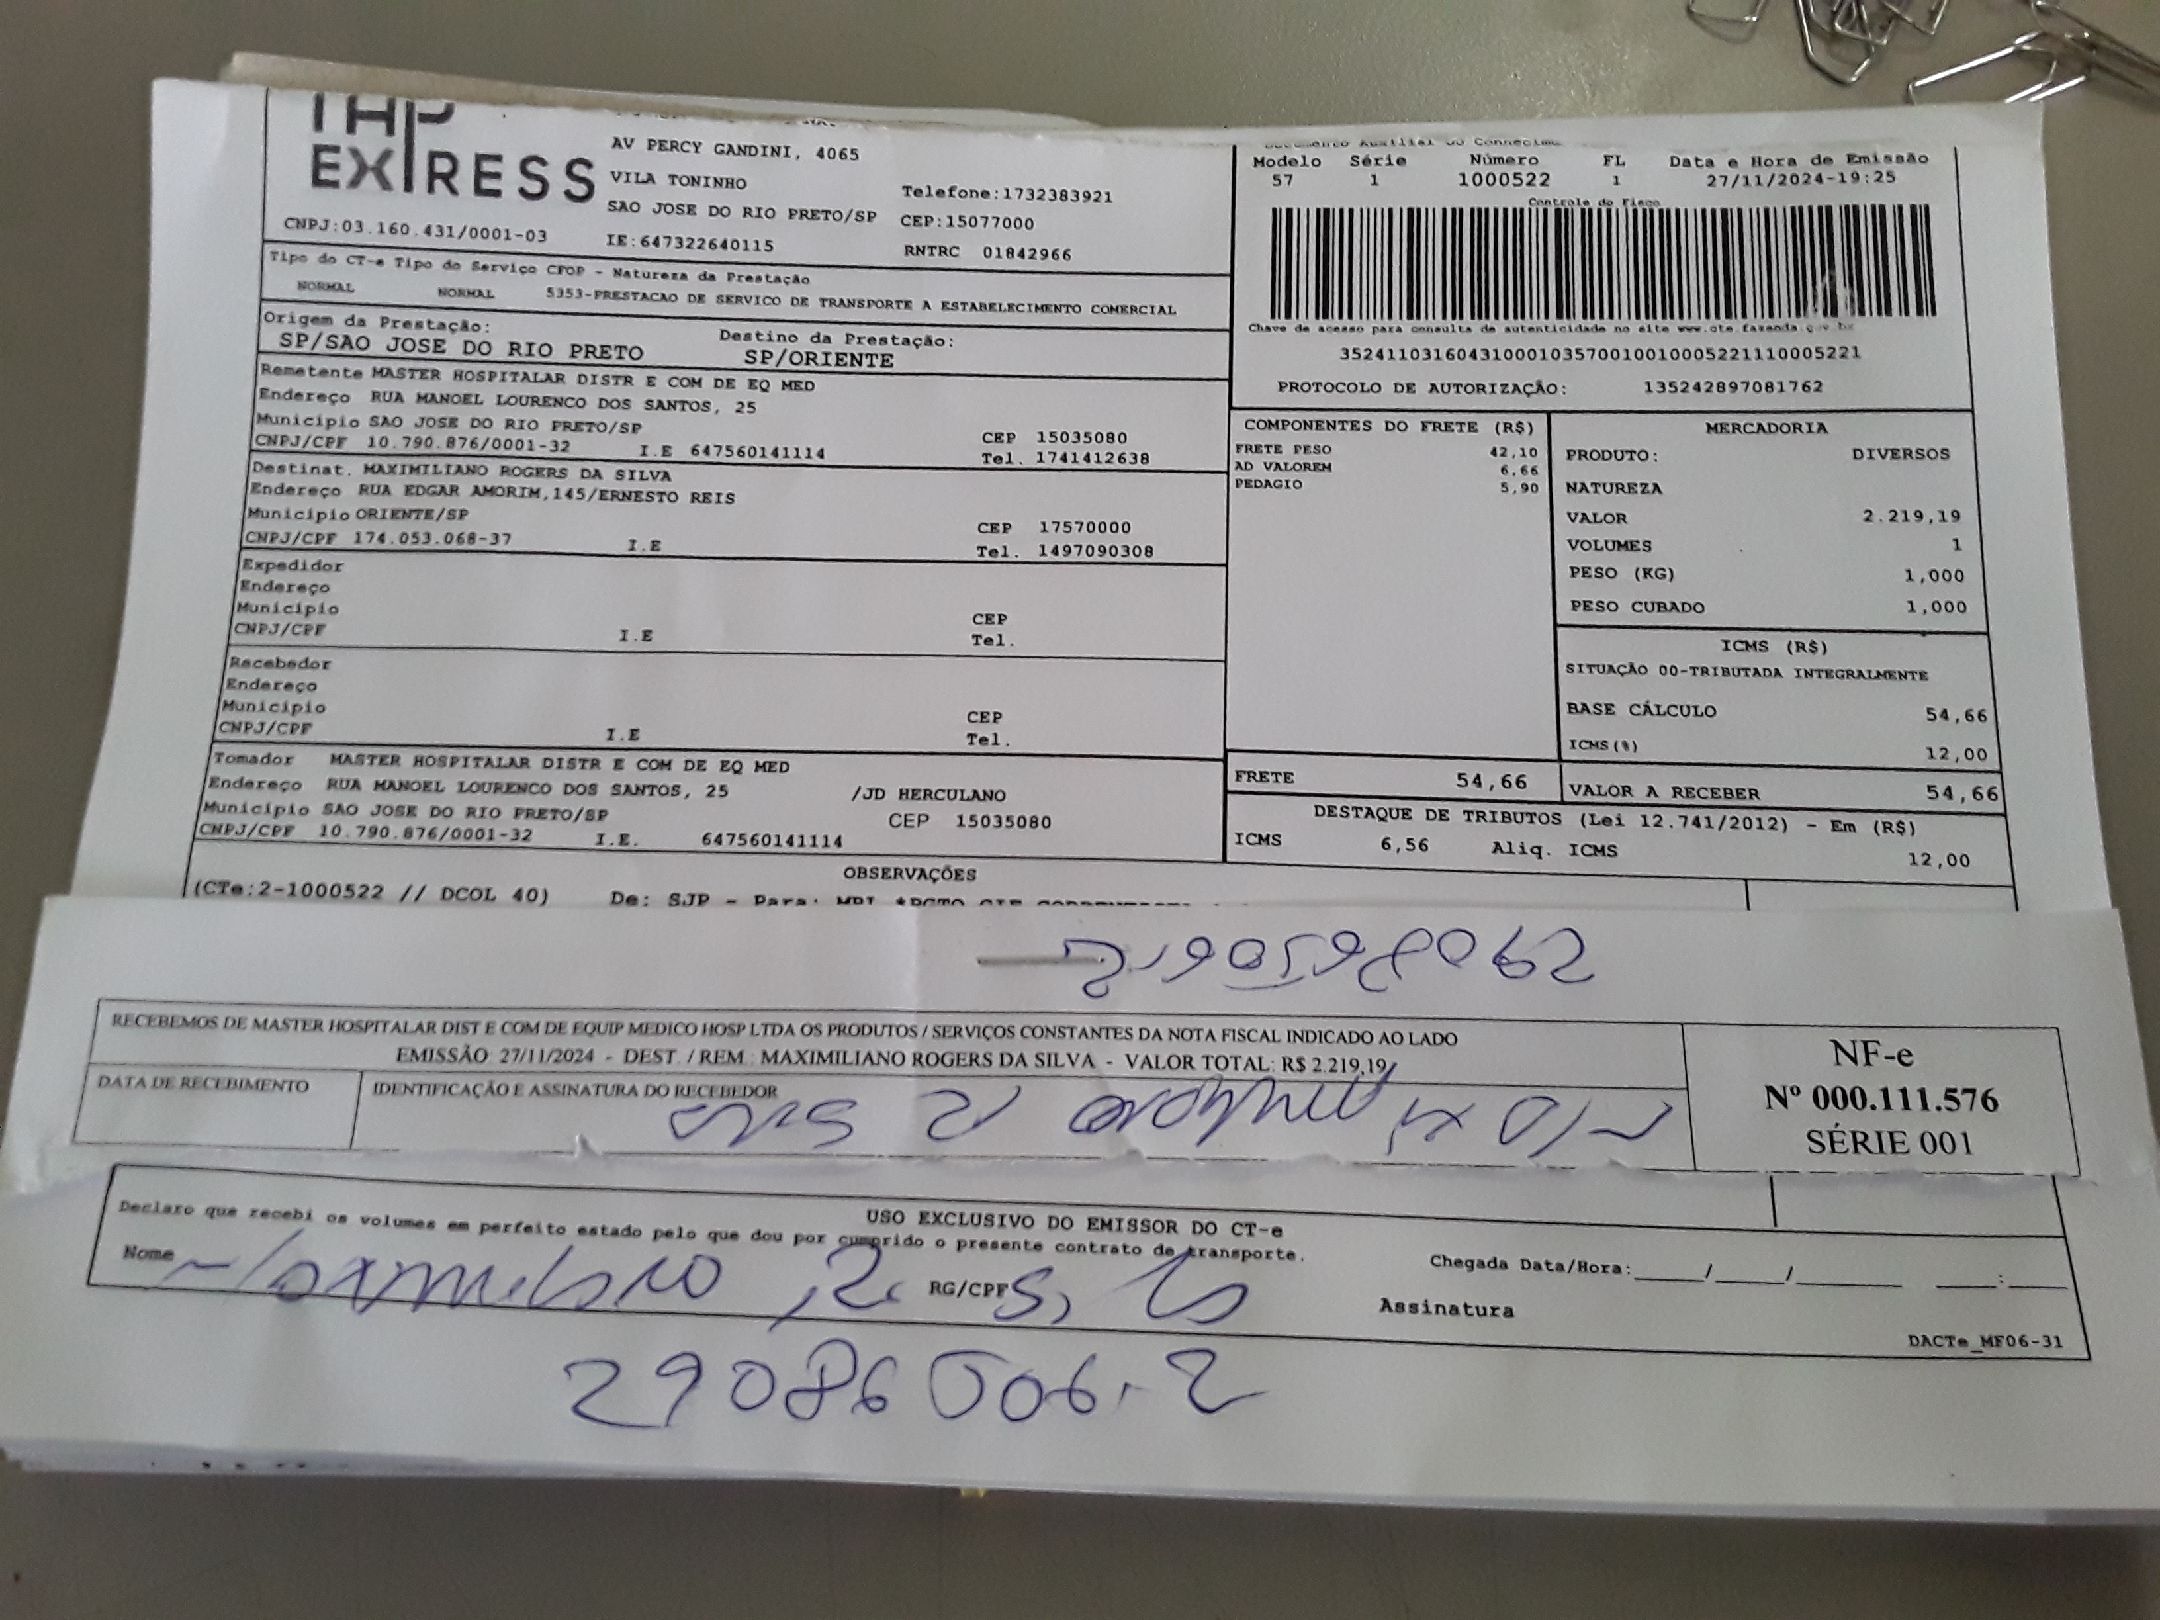 THP
EXPRESS
AV PERCY GANDINI, 4065
VILA TONINHO
SAO JOSE DO RIO PRETO/SP
Telefone:1732383921
CEP:15077000
CNPJ:03.160.431/0001-03 IE:647322640115 RNTRC 01842966
Tipo do CT-e Tipo do Serviço CFOP - Natureza da Prestação
NORMAL NORMAL 5353-PRESTACAO DE SERVICO DE TRANSPORTE A ESTABELECIMENTO COMERCIAL
Origem da Prestação: Destino da Prestação:
SP/SAO JOSE DO RIO PRETO SP/ORIENTE
Remetente MASTER HOSPITALAR DISTR E COM DE EQ MED
Endereço RUA MANOEL LOURENCO DOS SANTOS, 25
Município SAO JOSE DO RIO PRETO/SP CEP 15035080
CNPJ/CPF 10.790.876/0001-32 I.E 647560141114 Tel. 1741412638
Destinat. MAXIMILIANO ROGERS DA SILVA
Endereço RUA EDGAR AMORIM,145/ERNESTO REIS
Município ORIENTE/SP CEP 17570000
CNPJ/CPF 174.053.068-37 I.E Tel. 1497090308
Expedidor
Endereço
Município CEP
CNPJ/CPF I.E Tel.
Recebedor
Endereço
Município CEP
CNPJ/CPF I.E Tel.
Tomador MASTER HOSPITALAR DISTR E COM DE EQ MED
Endereço RUA MANOEL LOURENCO DOS SANTOS, 25 /JD HERCULANO
Município SAO JOSE DO RIO PRETO/SP CEP 15035080
CNPJ/CPF 10.790.876/0001-32 I.E. 647560141114
Documento Auxiliar do Conhecime
Modelo Série Número FL Data e Hora de Emissão
57 1 1000522 1 27/11/2024-19:25
Controle do Fisco
Chave de acesso para consulta de autenticidade no site www.cte.fazenda.gov.br
35241103160431000103570010010005221110005221
PROTOCOLO DE AUTORIZAÇÃO: 135242897081762
COMPONENTES DO FRETE (R$)
FRETE PESO 42,10
AD VALOREM 6,66
PEDAGIO 5,90
MERCADORIA
PRODUTO: DIVERSOS
NATUREZA
VALOR 2.219,19
VOLUMES 1
PESO (KG) 1,000
PESO CUBADO 1,000
ICMS (R$)
SITUAÇÃO 00-TRIBUTADA INTEGRALMENTE
BASE CÁLCULO 54,66
ICMS(%) 12,00
FRETE 54,66
VALOR A RECEBER 54,66
DESTAQUE DE TRIBUTOS (Lei 12.741/2012) - Em (R$)
ICMS 6,56 Aliq. ICMS 12,00
OBSERVAÇÕES
(CTe:2-1000522 // DCOL 40) De: SJP - Para:
29086506-2
RECEBEMOS DE MASTER HOSPITALAR DIST E COM DE EQUIP MEDICO HOSP LTDA OS PRODUTOS / SERVIÇOS CONSTANTES DA NOTA FISCAL INDICADO AO LADO
EMISSÃO: 27/11/2024 - DEST. / REM.: MAXIMILIANO ROGERS DA SILVA - VALOR TOTAL: R$ 2.219,19
DATA DE RECEBIMENTO IDENTIFICAÇÃO E ASSINATURA DO RECEBEDOR
NF-e
Nº 000.111.576
SÉRIE 001
USO EXCLUSIVO DO EMISSOR DO CT-e
Declaro que recebi os volumes em perfeito estado pelo que dou por cumprido o presente contrato de transporte.
Nome Maximiliano R. RG/CPF
Chegada Data/Hora:_____/_____/_______ ___:____
Assinatura
DACTe_MF06-31
29086506-2